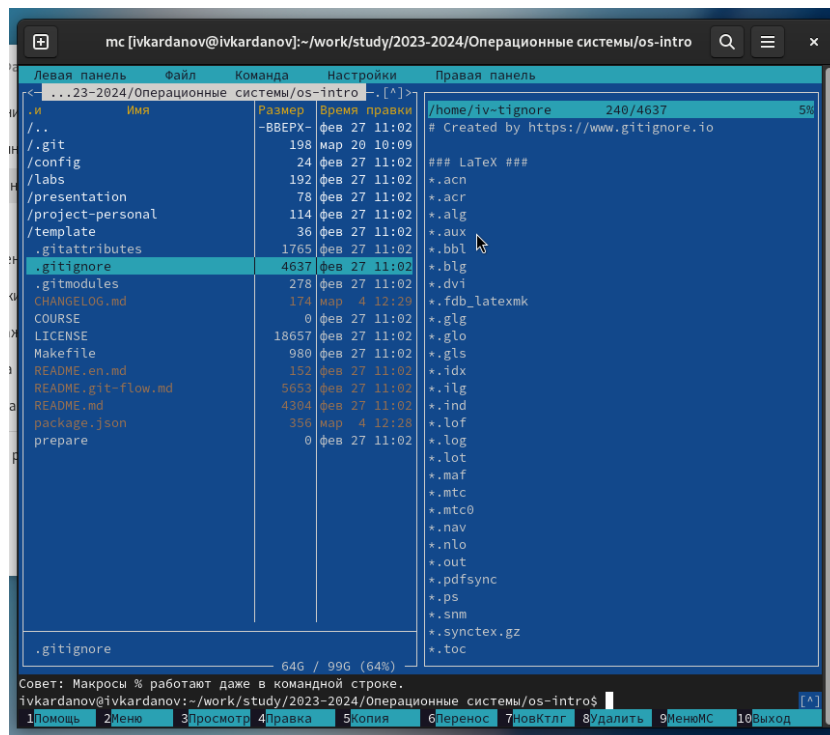 mc [ivkardanov@ivkardanov]:~/work/study/2023-2024/Операционные системы/os-intro
Левая панель Файл Команда Настройки Правая панель
<— ...23-2024/Операционные системы/os-intro —.[^]>
.и Имя Размер Время правки
/.. -ВВЕРХ- фев 27 11:02
/.git 198 мар 20 10:09
/config 24 фев 27 11:02
/labs 192 фев 27 11:02
/presentation 78 фев 27 11:02
/project-personal 114 фев 27 11:02
/template 36 фев 27 11:02
.gitattributes 1765 фев 27 11:02
.gitignore 4637 фев 27 11:02
.gitmodules 278 фев 27 11:02
CHANGELOG.md 174 мар 4 12:29
COURSE 0 фев 27 11:02
LICENSE 18657 фев 27 11:02
Makefile 980 фев 27 11:02
README.en.md 152 фев 27 11:02
README.git-flow.md 5653 фев 27 11:02
README.md 4304 фев 27 11:02
package.json 356 мар 4 12:28
prepare 0 фев 27 11:02
.gitignore
64G / 99G (64%)
/home/iv~tignore 240/4637 5%
# Created by https://www.gitignore.io
### LaTeX ###
*.acn
*.acr
*.alg
*.aux
*.bbl
*.blg
*.dvi
*.fdb_latexmk
*.glg
*.glo
*.gls
*.idx
*.ilg
*.ind
*.lof
*.log
*.lot
*.maf
*.mtc
*.mtc0
*.nav
*.nlo
*.out
*.pdfsync
*.ps
*.snm
*.synctex.gz
*.toc
Совет: Макросы % работают даже в командной строке.
ivkardanov@ivkardanov:~/work/study/2023-2024/Операционные системы/os-intro$ [^]
1Помощь 2Меню 3Просмотр 4Правка 5Копия 6Перенос 7НовКтлг 8Удалить 9МенюMC 10Выход